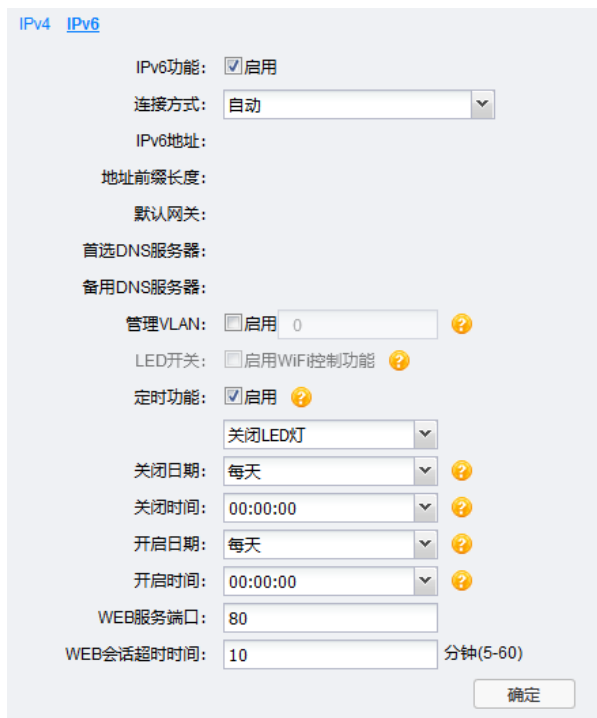 IPv4 IPv6
IPv6功能: 启用
连接方式: 自动
IPv6地址:
地址前缀长度:
默认网关:
首选DNS服务器:
备用DNS服务器:
管理VLAN: 启用 0 ?
LED开关: 启用WiFi控制功能 ?
定时功能: 启用 ?
关闭LED灯
关闭日期: 每天 ?
关闭时间: 00:00:00 ?
开启日期: 每天 ?
开启时间: 00:00:00 ?
WEB服务端口: 80
WEB会话超时时间: 10 分钟(5-60)
确定